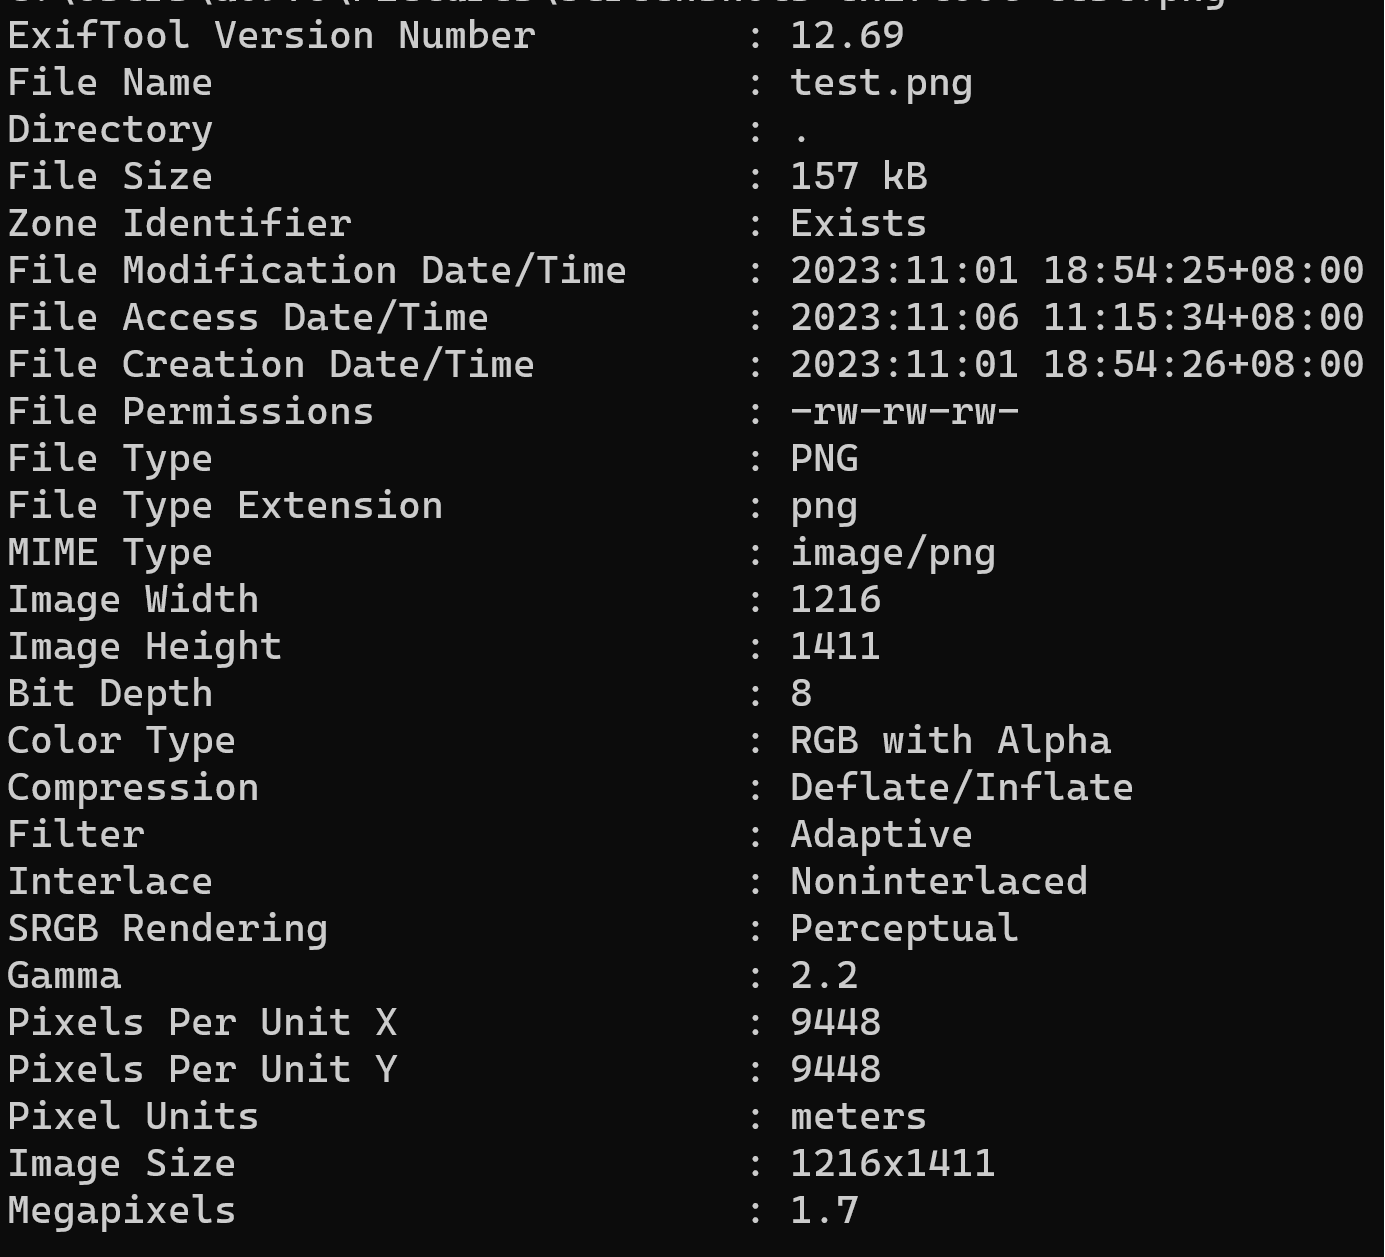 ExifTool Version Number : 12.69
File Name : test.png
Directory : .
File Size : 157 kB
Zone Identifier : Exists
File Modification Date/Time : 2023:11:01 18:54:25+08:00
File Access Date/Time : 2023:11:06 11:15:34+08:00
File Creation Date/Time : 2023:11:01 18:54:26+08:00
File Permissions : -rw-rw-rw-
File Type : PNG
File Type Extension : png
MIME Type : image/png
Image Width : 1216
Image Height : 1411
Bit Depth : 8
Color Type : RGB with Alpha
Compression : Deflate/Inflate
Filter : Adaptive
Interlace : Noninterlaced
SRGB Rendering : Perceptual
Gamma : 2.2
Pixels Per Unit X : 9448
Pixels Per Unit Y : 9448
Pixel Units : meters
Image Size : 1216x1411
Megapixels : 1.7